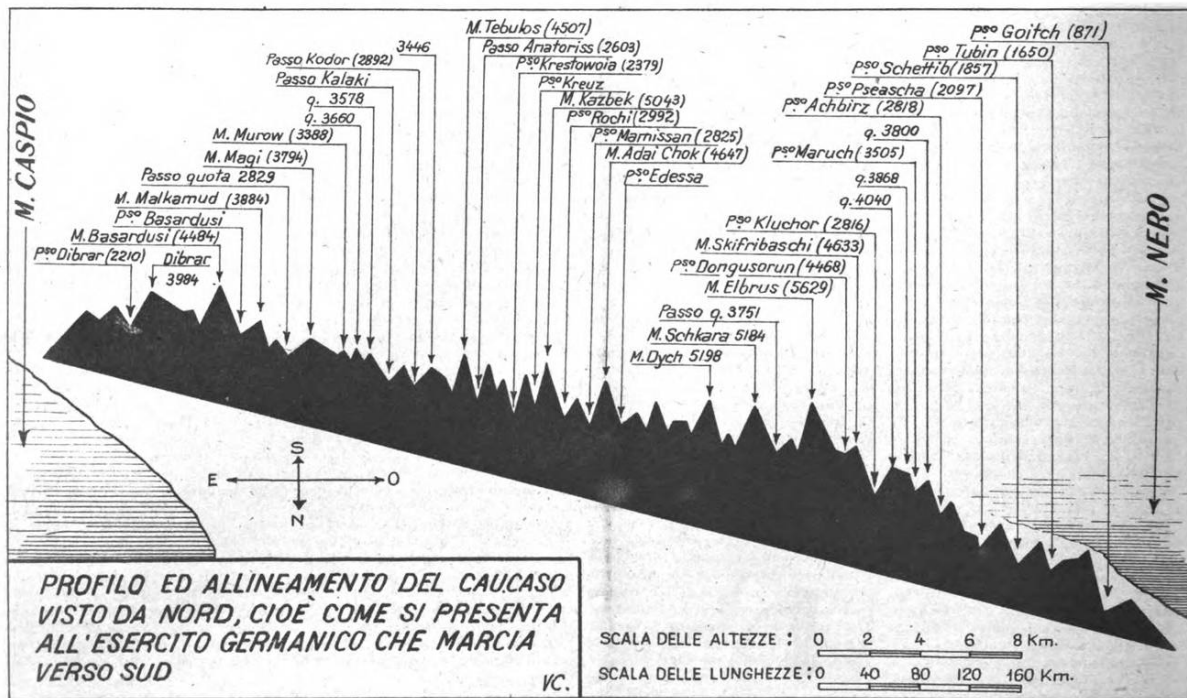 M. CASPIO
Pso Dibrar (2210)
Dibrar
3984
M. Basardusi (4484)
Pso Basardusi
M. Malkamud (3884)
Passo quota 2829
M. Magi (3794)
M. Murow (3388)
q. 3660
q. 3578
Passo Kalaki
Passo Kodor (2892)
3446
M. Tebulos (4507)
Passo Anatoriss (2603)
Pso Krestowoia (2379)
Pso Kreuz
M. Kazbek (5043)
Pso Rochi (2992)
Pso Mamissan (2825)
M. Adai Chok (4647)
Pso Edessa
M. Dych 5198
M. Schkara 5184
Passo q. 3751
M. Elbrus (5629)
Pso Dongusorun (4468)
M. Skifribaschi (4633)
Pso Kluchor (2816)
q. 4040
q. 3868
Pso Maruch (3505)
q. 3800
Pso Achbirz (2818)
Pso Pseascha (2097)
Pso Schettib (1857)
Pso Tubin (1650)
Pso Goitch (871)
M. NERO
S
E O
N
PROFILO ED ALLINEAMENTO DEL CAUCASO
VISTO DA NORD, CIOÈ COME SI PRESENTA
ALL'ESERCITO GERMANICO CHE MARCIA
VERSO SUD
VC.
SCALA DELLE ALTEZZE: 0 2 4 6 8 Km.
SCALA DELLE LUNGHEZZE: 0 40 80 120 160 Km.